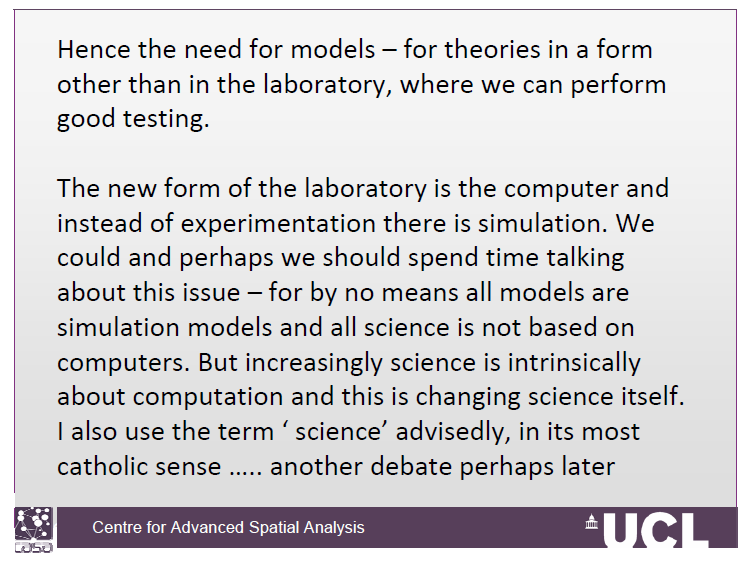 Hence the need for models – for theories in a form
other than in the laboratory, where we can perform
good testing.
The new form of the laboratory is the computer and
instead of experimentation there is simulation. We
could and perhaps we should spend time talking
about this issue – for by no means all models are
simulation models and all science is not based on
computers. But increasingly science is intrinsically
about computation and this is changing science itself.
I also use the term ‘ science’ advisedly, in its most
catholic sense ….. another debate perhaps later
casa
Centre for Advanced Spatial Analysis
UCL